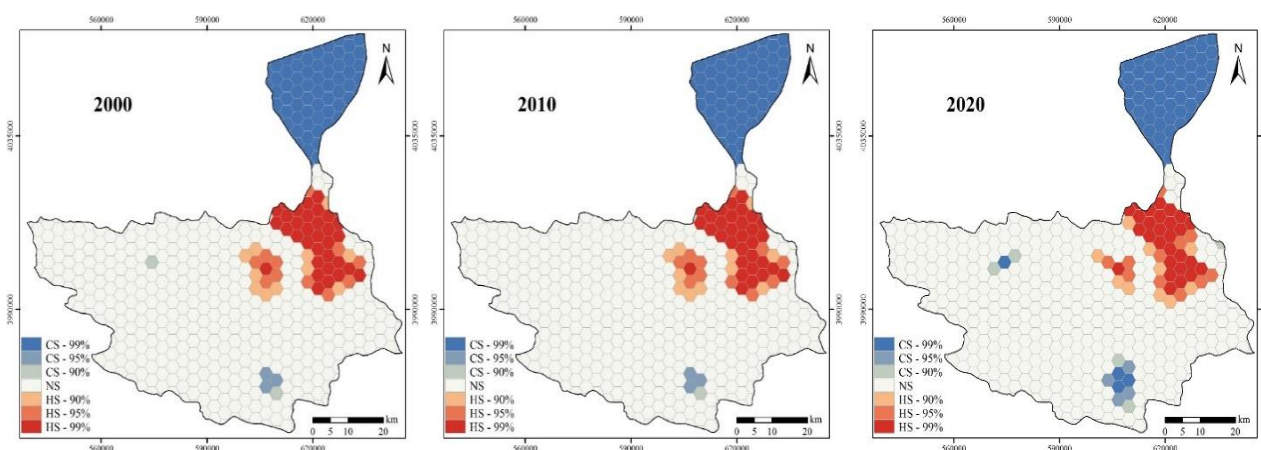 560000 590000 620000
N
2000
4035000
3990000
CS - 99%
CS - 95%
CS - 90%
NS
HS - 90%
HS - 95%
HS - 99%
0 5 10 20
km
560000 590000 620000
560000 590000 620000
N
2010
4035000
3990000
CS - 99%
CS - 95%
CS - 90%
NS
HS - 90%
HS - 95%
HS - 99%
0 5 10 20
km
560000 590000 620000
560000 590000 620000
N
2020
4035000
3990000
CS - 99%
CS - 95%
CS - 90%
NS
HS - 90%
HS - 95%
HS - 99%
0 5 10 20
km
560000 590000 620000